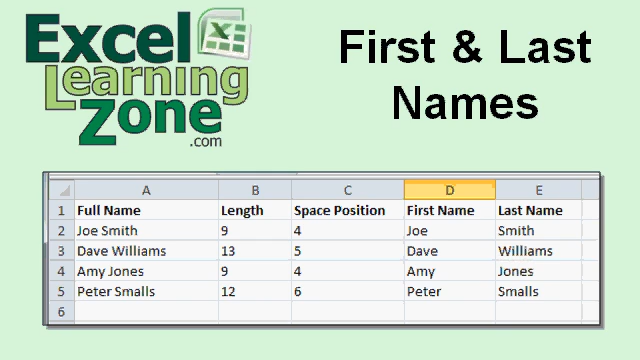 Excel
Learning
Zone
.com
First & Last
Names
A B C D E
1 Full Name Length Space Position First Name Last Name
2 Joe Smith 9 4 Joe Smith
3 Dave Williams 13 5 Dave Williams
4 Amy Jones 9 4 Amy Jones
5 Peter Smalls 12 6 Peter Smalls
6